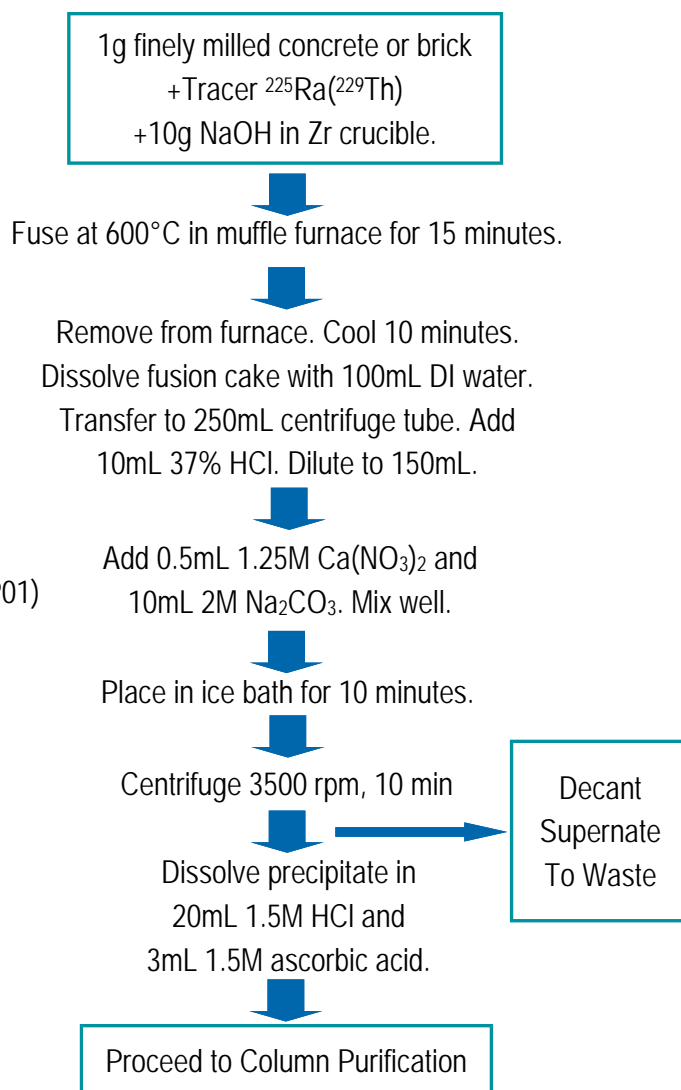 1g finely milled concrete or brick
+Tracer ²²⁵Ra(²²⁹Th)
+10g NaOH in Zr crucible.
Fuse at 600°C in muffle furnace for 15 minutes.
Remove from furnace. Cool 10 minutes.
Dissolve fusion cake with 100mL DI water.
Transfer to 250mL centrifuge tube. Add
10mL 37% HCl. Dilute to 150mL.
Add 0.5mL 1.25M Ca(NO₃)₂ and
01)
10mL 2M Na₂CO₃. Mix well.
Place in ice bath for 10 minutes.
Centrifuge 3500 rpm, 10 min
Decant
Supernate
To Waste
Dissolve precipitate in
20mL 1.5M HCl and
3mL 1.5M ascorbic acid.
Proceed to Column Purification